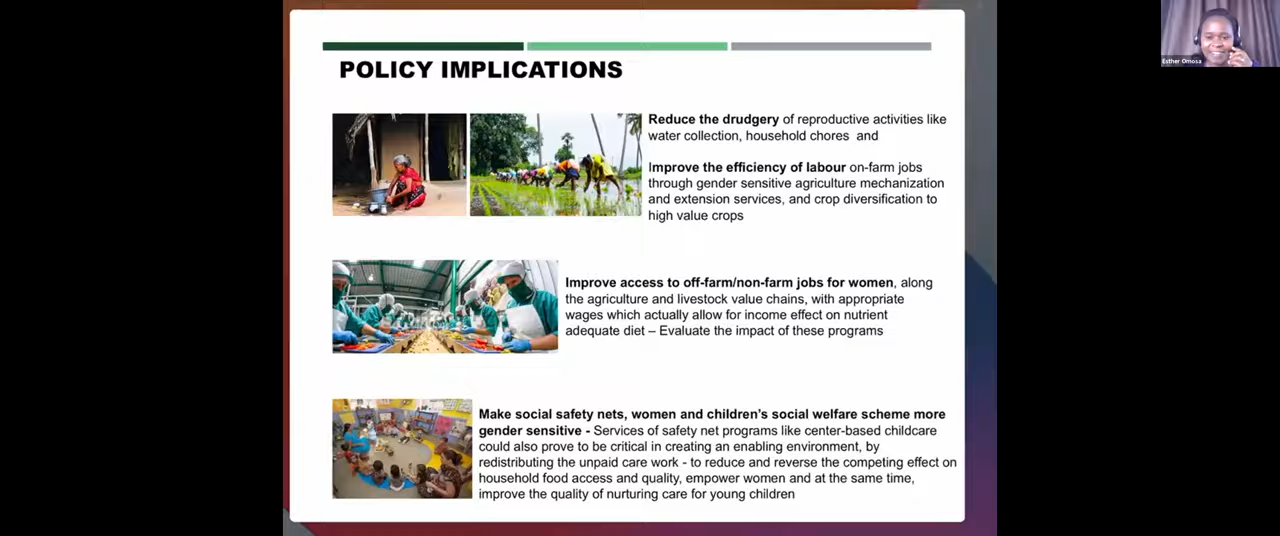 Esther Omosa
POLICY IMPLICATIONS
Reduce the drudgery of reproductive activities like
water collection, household chores and
Improve the efficiency of labour on-farm jobs
through gender sensitive agriculture mechanization
and extension services, and crop diversification to
high value crops
Improve access to off-farm/non-farm jobs for women, along
the agriculture and livestock value chains, with appropriate
wages which actually allow for income effect on nutrient
adequate diet – Evaluate the impact of these programs
Make social safety nets, women and children's social welfare scheme more
gender sensitive - Services of safety net programs like center-based childcare
could also prove to be critical in creating an enabling environment, by
redistributing the unpaid care work - to reduce and reverse the competing effect on
household food access and quality, empower women and at the same time,
improve the quality of nurturing care for young children